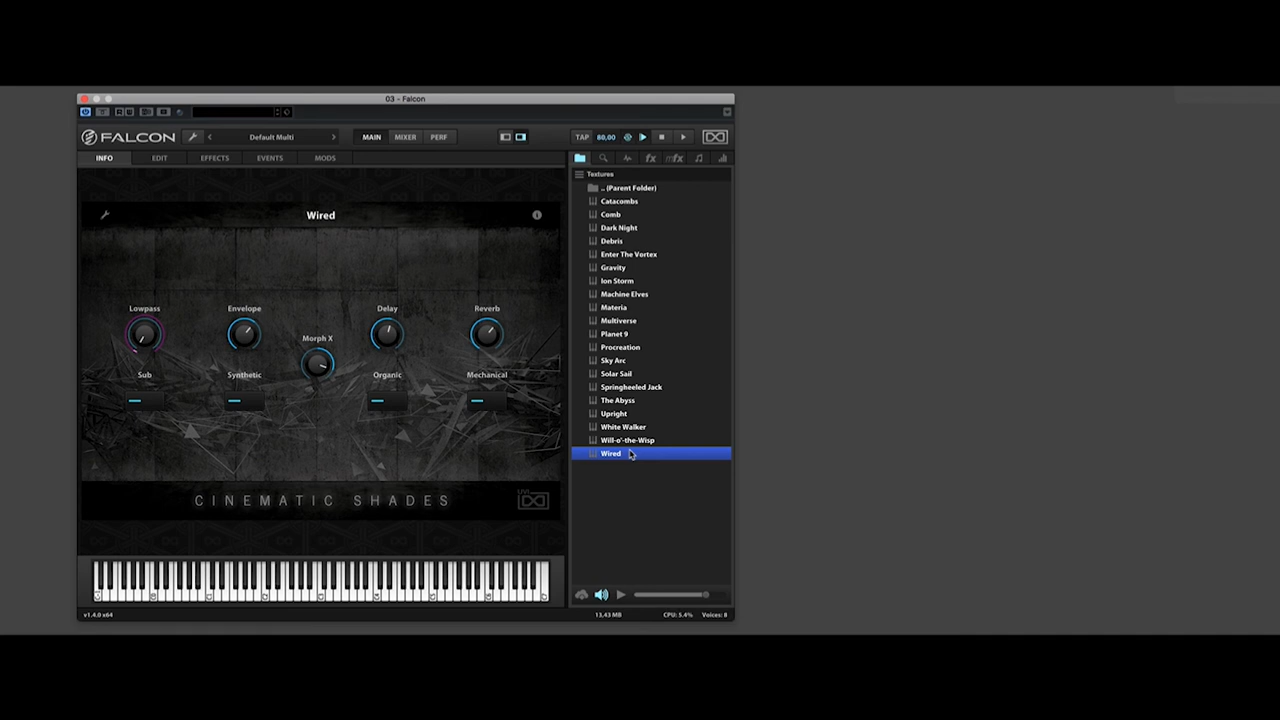 03 - Falcon
FALCON
Default Multi
MAIN
MIXER
PERF
TAP
80,00
INFO
EDIT
EFFECTS
EVENTS
MODS
fx
mfx
Textures
.. (Parent Folder)
Catacombs
Comb
Dark Night
Debris
Enter The Vortex
Gravity
Ion Storm
Machine Elves
Materia
Multiverse
Planet 9
Procreation
Sky Arc
Solar Sail
Springheeled Jack
The Abyss
Upright
White Walker
Will-o'-the-Wisp
Wired
Wired
Lowpass
Envelope
Delay
Reverb
Morph X
Sub
Synthetic
Organic
Mechanical
CINEMATIC SHADES
UVI
v1.4.0 x64
13,43 MB
CPU: 5.4%
Voices: 8